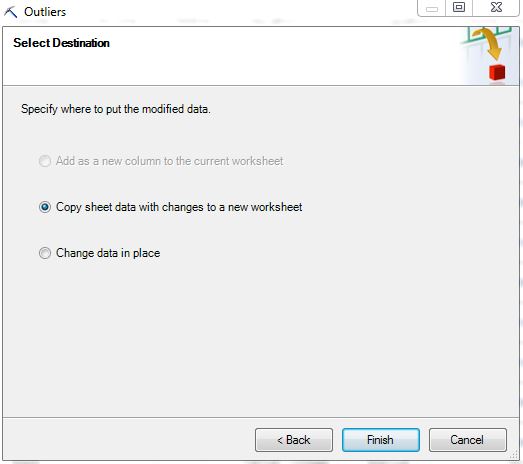 Outliers
Select Destination
Specify where to put the modified data.
Add as a new column to the current worksheet
Copy sheet data with changes to a new worksheet
Change data in place
< Back
Finish
Cancel